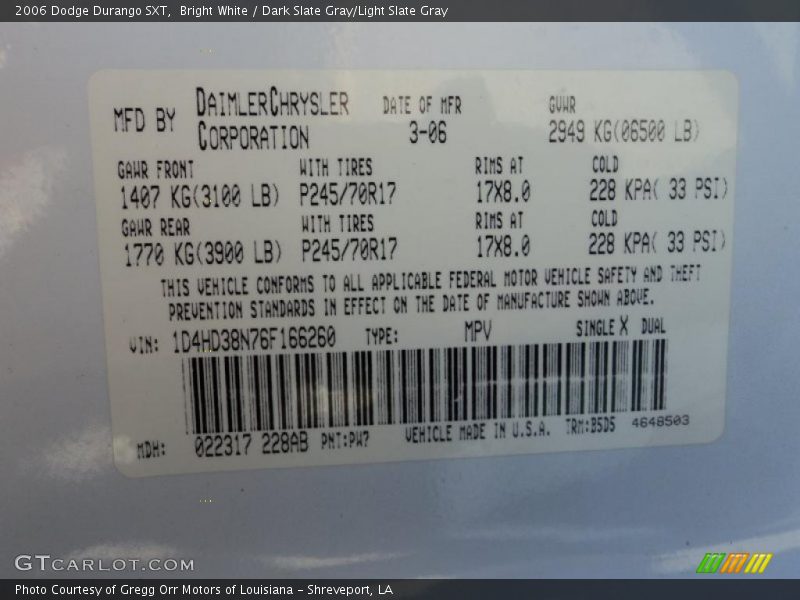 2006 Dodge Durango SXT,  Bright White / Dark Slate Gray/Light Slate Gray
MFD BY DAIMLERCHRYSLER CORPORATION DATE OF MFR 3-06 GVWR 2949 KG(06500 LB)
GAWR FRONT WITH TIRES RIMS AT COLD
1407 KG(3100 LB) P245/70R17 17X8.0 228 KPA( 33 PSI)
GAWR REAR WITH TIRES RIMS AT COLD
1770 KG(3900 LB) P245/70R17 17X8.0 228 KPA( 33 PSI)
THIS VEHICLE CONFORMS TO ALL APPLICABLE FEDERAL MOTOR VEHICLE SAFETY AND THEFT
PREVENTION STANDARDS IN EFFECT ON THE DATE OF MANUFACTURE SHOWN ABOVE.
VIN: 1D4HD38N76F166260 TYPE: MPV SINGLE X DUAL
MDH: 022317 228AB PNT:PW7 VEHICLE MADE IN U.S.A. TRM:B5D5 4648503
GTCARLOT.COM
Photo Courtesy of Gregg Orr Motors of Louisiana – Shreveport, LA